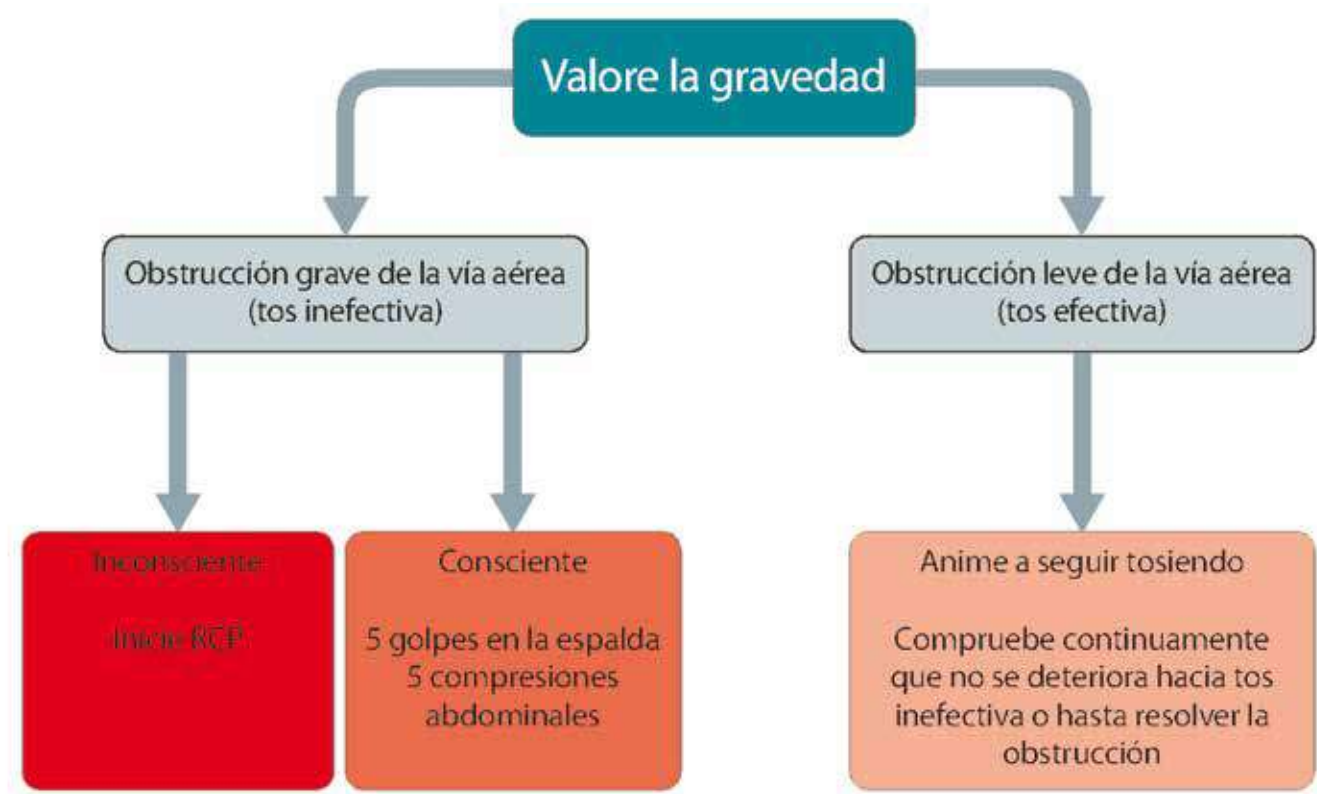 Valore la gravedad
Obstrucción grave de la vía aérea
(tos inefectiva)
Obstrucción leve de la vía aérea
(tos efectiva)
Inconsciente
Inicie RCP
Consciente
5 golpes en la espalda
5 compresiones
abdominales
Anime a seguir tosiendo
Compruebe continuamente
que no se deteriora hacia tos
inefectiva o hasta resolver la
obstrucción